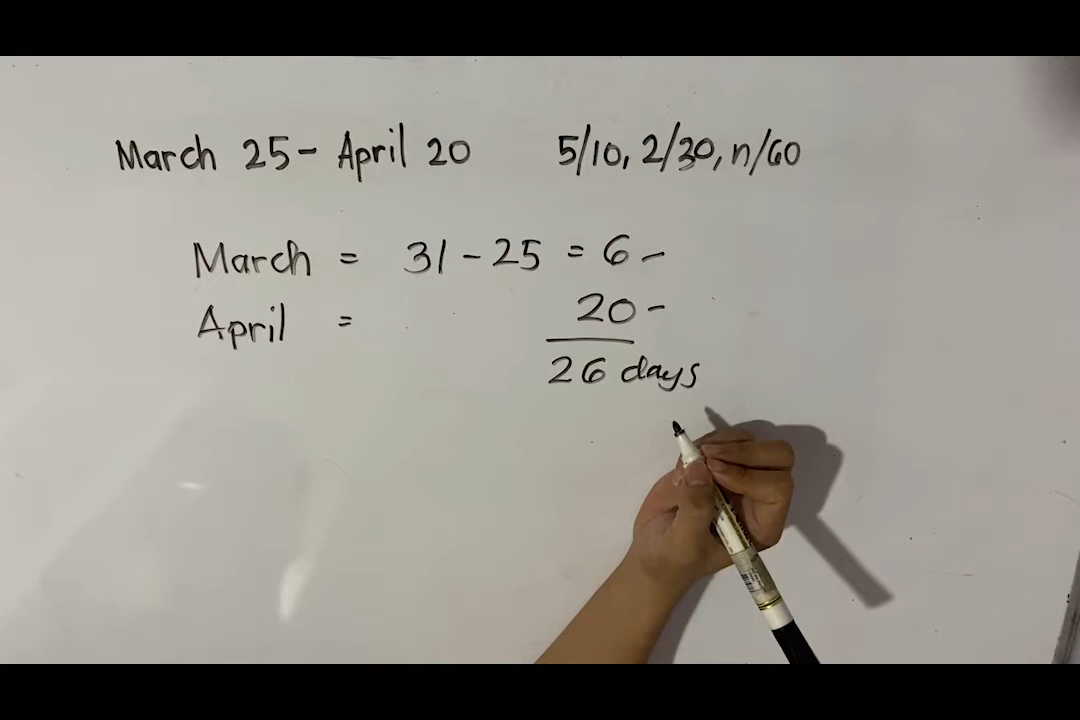 March 25 - April 20 5/10, 2/30, n/60
March = 31 - 25 = 6 -
April = 20 -
26 days